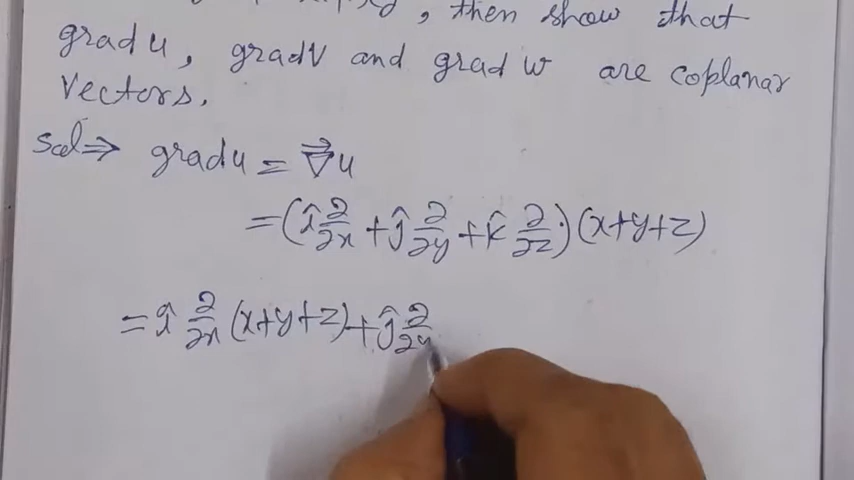 , then show that
grad u, grad V and grad w are coplanar
Vectors.
Sol⇒ grad u = ∇⃗u
= (î ∂/∂x + ĵ ∂/∂y + k̂ ∂/∂z) (x+y+z)
= î ∂/∂x (x+y+z) + ĵ ∂/∂y